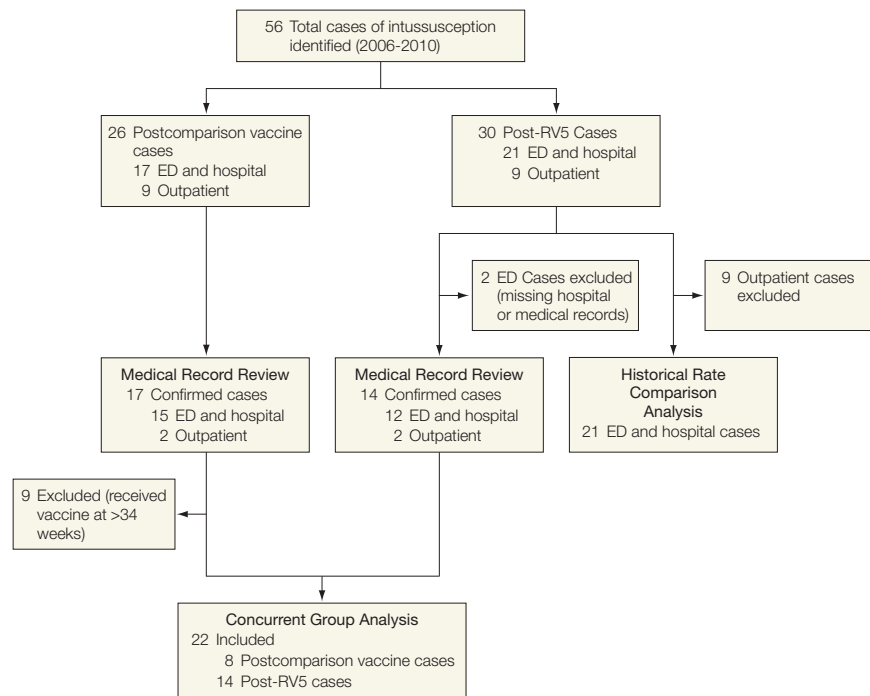 56 Total cases of intussusception
identified (2006-2010)
26 Postcomparison vaccine
cases
17 ED and hospital
9 Outpatient
30 Post-RV5 Cases
21 ED and hospital
9 Outpatient
2 ED Cases excluded
(missing hospital
or medical records)
9 Outpatient cases
excluded
Medical Record Review
17 Confirmed cases
15 ED and hospital
2 Outpatient
Medical Record Review
14 Confirmed cases
12 ED and hospital
2 Outpatient
Historical Rate
Comparison
Analysis
21 ED and hospital cases
9 Excluded (received
vaccine at >34
weeks)
Concurrent Group Analysis
22 Included
8 Postcomparison vaccine cases
14 Post-RV5 cases